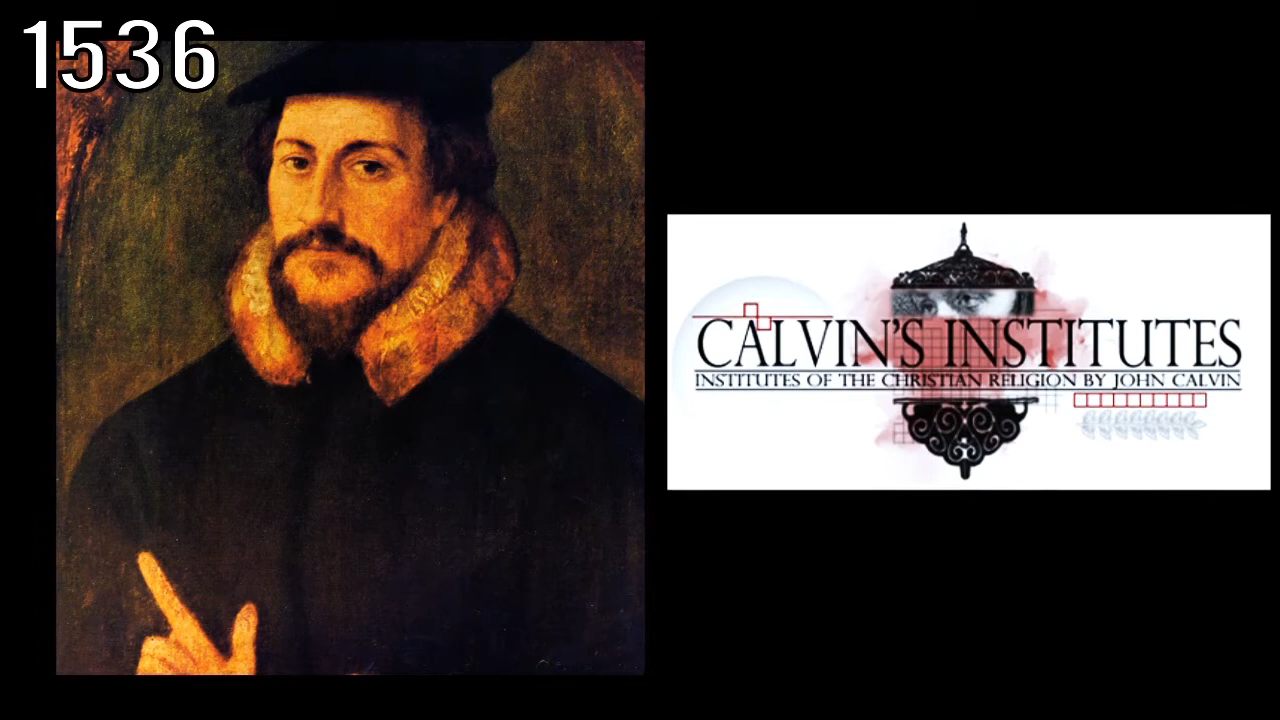 1536
CALVIN'S INSTITUTES
INSTITUTES OF THE CHRISTIAN RELIGION BY JOHN CALVIN